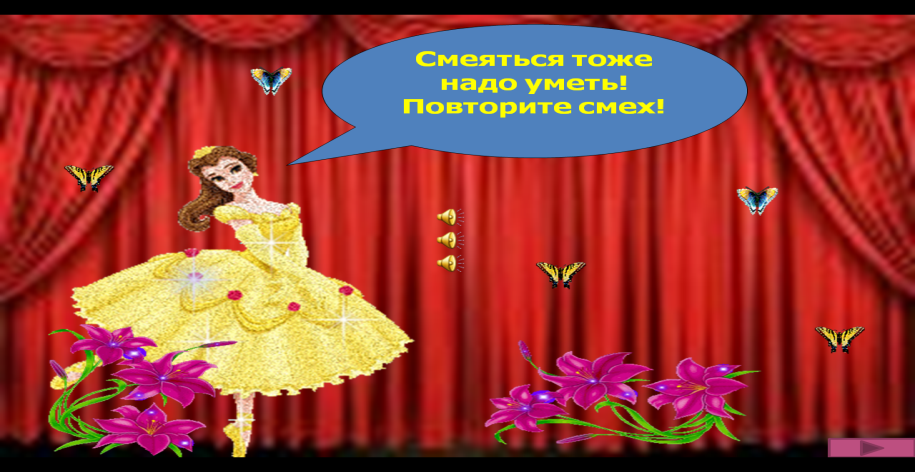 Смеяться тоже
надо уметь!
Повторите смех!